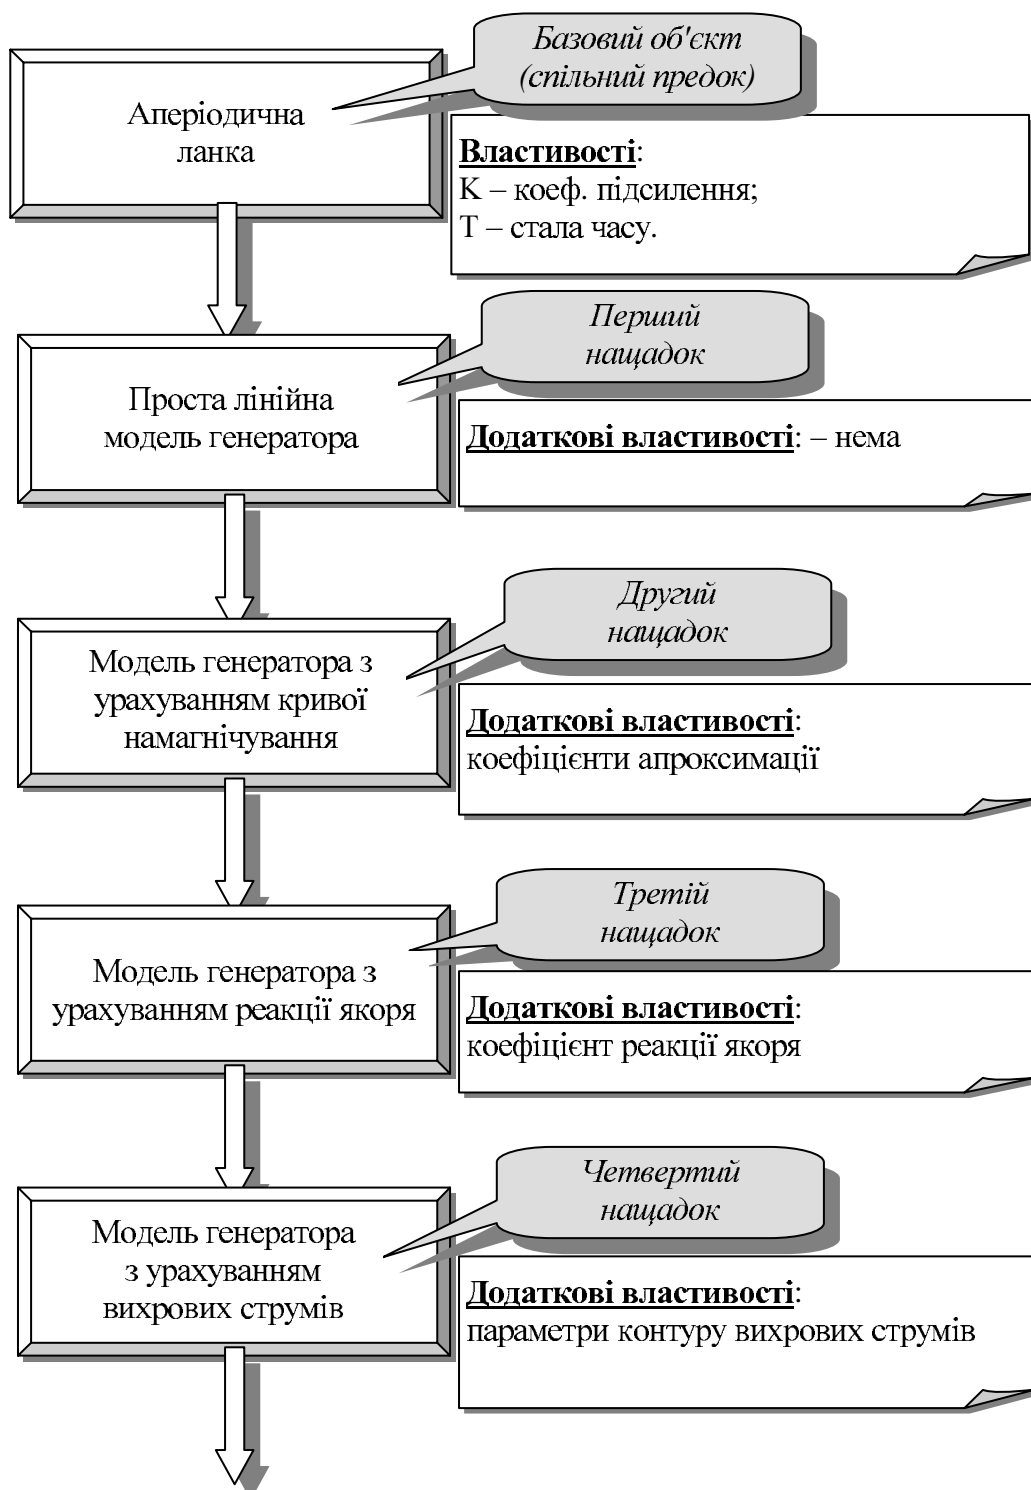 Базовий об'єкт
(спільний предок)
Аперіодична
ланка
Властивості:
K – коеф. підсилення;
T – стала часу.
Перший
нащадок
Проста лінійна
модель генератора
Додаткові властивості: – нема
Другий
нащадок
Модель генератора з
урахуванням кривої
намагнічування
Додаткові властивості:
коефіцієнти апроксимації
Третій
нащадок
Модель генератора з
урахуванням реакції якоря
Додаткові властивості:
коефіцієнт реакції якоря
Четвертий
нащадок
Модель генератора
з урахуванням
вихрових струмів
Додаткові властивості:
параметри контуру вихрових струмів